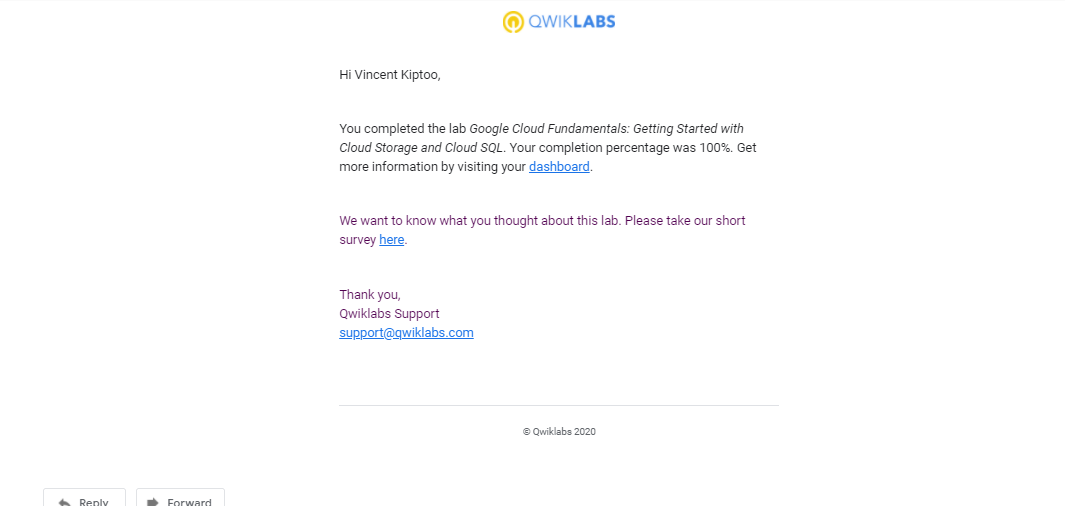 QWIKLABS
Hi Vincent Kiptoo,
You completed the lab Google Cloud Fundamentals: Getting Started with
Cloud Storage and Cloud SQL. Your completion percentage was 100%. Get
more information by visiting your dashboard.
We want to know what you thought about this lab. Please take our short
survey here.
Thank you,
Qwiklabs Support
support@qwiklabs.com
© Qwiklabs 2020
Reply Forward